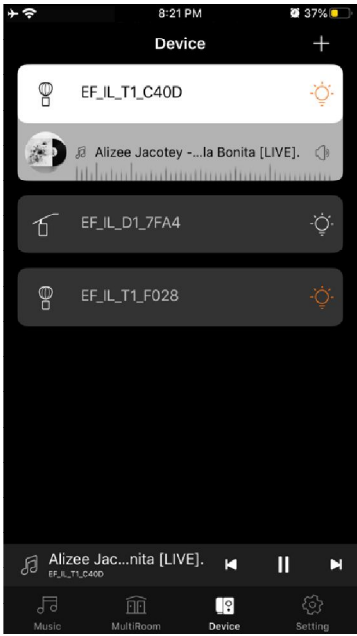 8:21 PM
37%
Device
EF_IL_T1_C40D
Alizee Jacotey -...la Bonita [LIVE].
EF_IL_D1_7FA4
EF_IL_T1_F028
Alizee Jac...nita [LIVE].
EF_IL_T1_C40D
Music
MultiRoom
Device
Setting